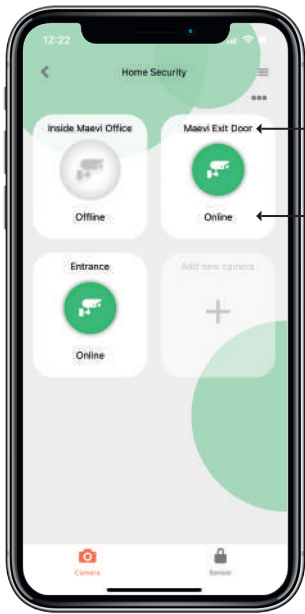 12:22
Home Security
Inside Maevi Office
Maevi Exit Door
Offline
Online
Entrance
Add new camera
Online
Camera
Sensor